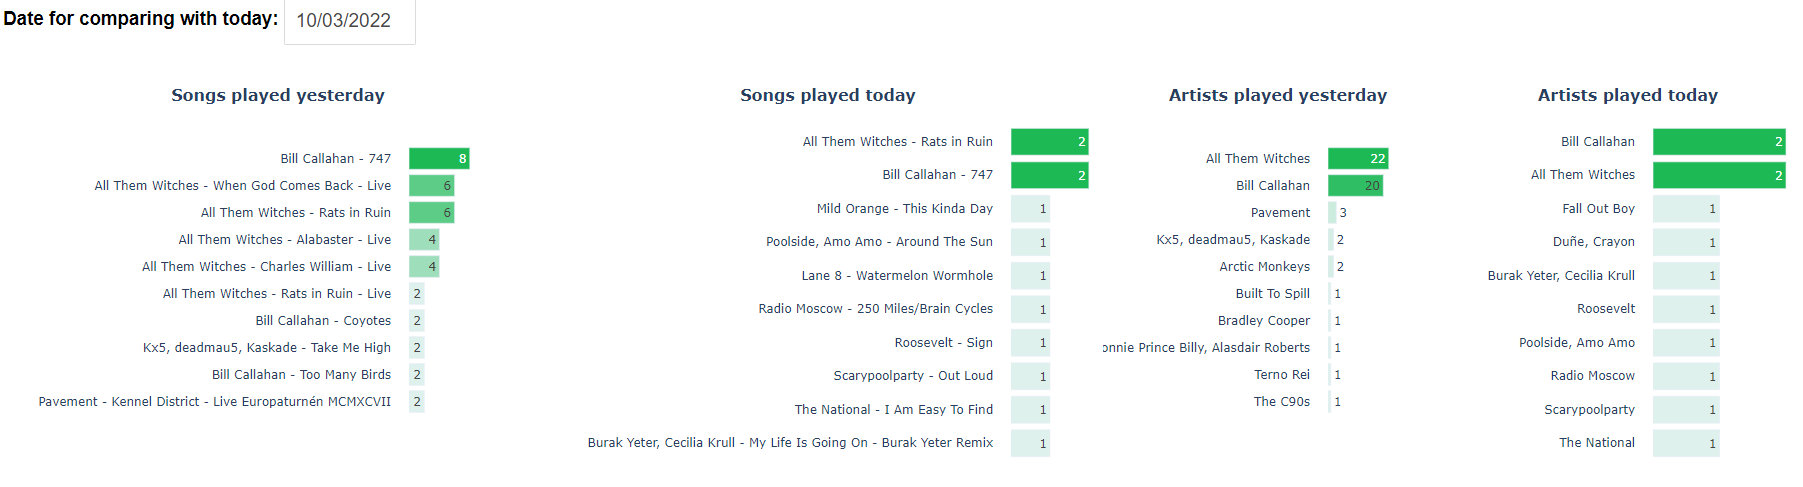 Date for comparing with today: 10/03/2022
Songs played yesterday
Bill Callahan - 747 8
All Them Witches - When God Comes Back - Live 6
All Them Witches - Rats in Ruin 6
All Them Witches - Alabaster - Live 4
All Them Witches - Charles William - Live 4
All Them Witches - Rats in Ruin - Live 2
Bill Callahan - Coyotes 2
Kx5, deadmau5, Kaskade - Take Me High 2
Bill Callahan - Too Many Birds 2
Pavement - Kennel District - Live Europaturnén MCMXCVII 2
Songs played today
All Them Witches - Rats in Ruin 2
Bill Callahan - 747 2
Mild Orange - This Kinda Day 1
Poolside, Amo Amo - Around The Sun 1
Lane 8 - Watermelon Wormhole 1
Radio Moscow - 250 Miles/Brain Cycles 1
Roosevelt - Sign 1
Scarypoolparty - Out Loud 1
The National - I Am Easy To Find 1
Burak Yeter, Cecilia Krull - My Life Is Going On - Burak Yeter Remix 1
Artists played yesterday
All Them Witches 22
Bill Callahan 20
Pavement 3
Kx5, deadmau5, Kaskade 2
Arctic Monkeys 2
Built To Spill 1
Bradley Cooper 1
onnie Prince Billy, Alasdair Roberts 1
Terno Rei 1
The C90s 1
Artists played today
Bill Callahan 2
All Them Witches 2
Fall Out Boy 1
Duñe, Crayon 1
Burak Yeter, Cecilia Krull 1
Roosevelt 1
Poolside, Amo Amo 1
Radio Moscow 1
Scarypoolparty 1
The National 1